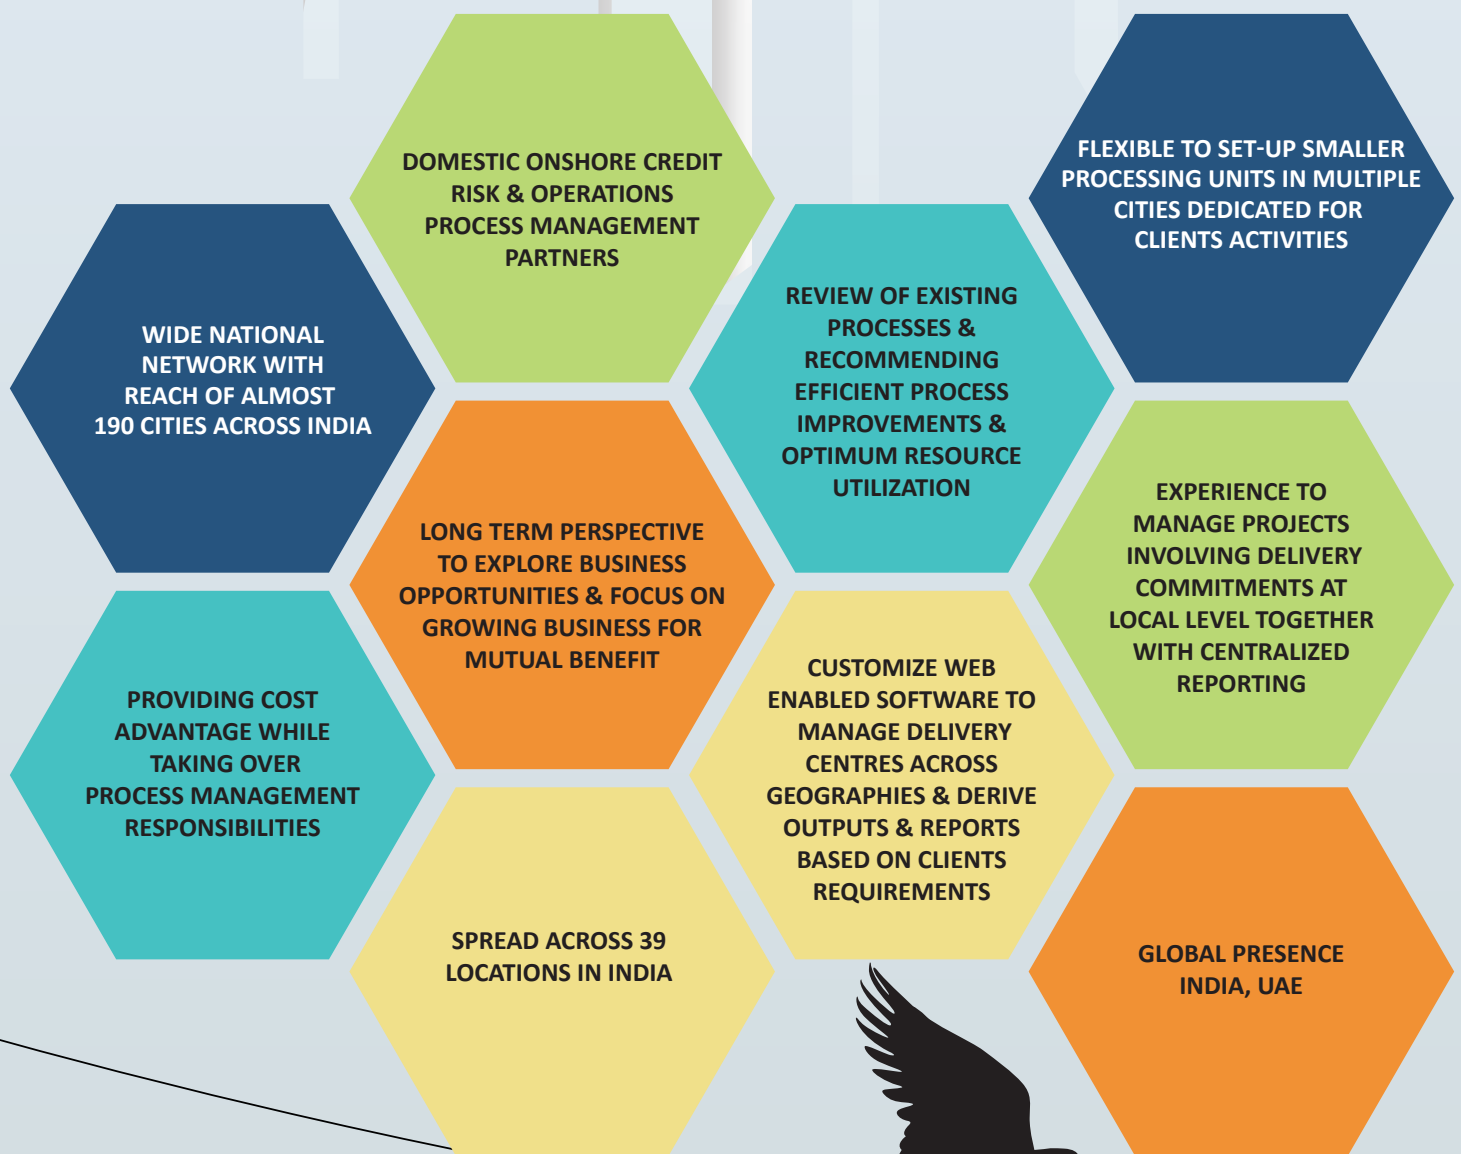 DOMESTIC ONSHORE CREDIT
RISK & OPERATIONS
PROCESS MANAGEMENT
PARTNERS
FLEXIBLE TO SET-UP SMALLER
PROCESSING UNITS IN MULTIPLE
CITIES DEDICATED FOR
CLIENTS ACTIVITIES
WIDE NATIONAL
NETWORK WITH
REACH OF ALMOST
190 CITIES ACROSS INDIA
REVIEW OF EXISTING
PROCESSES &
RECOMMENDING
EFFICIENT PROCESS
IMPROVEMENTS &
OPTIMUM RESOURCE
UTILIZATION
LONG TERM PERSPECTIVE
TO EXPLORE BUSINESS
OPPORTUNITIES & FOCUS ON
GROWING BUSINESS FOR
MUTUAL BENEFIT
EXPERIENCE TO
MANAGE PROJECTS
INVOLVING DELIVERY
COMMITMENTS AT
LOCAL LEVEL TOGETHER
WITH CENTRALIZED
REPORTING
PROVIDING COST
ADVANTAGE WHILE
TAKING OVER
PROCESS MANAGEMENT
RESPONSIBILITIES
CUSTOMIZE WEB
ENABLED SOFTWARE TO
MANAGE DELIVERY
CENTRES ACROSS
GEOGRAPHIES & DERIVE
OUTPUTS & REPORTS
BASED ON CLIENTS
REQUIREMENTS
SPREAD ACROSS 39
LOCATIONS IN INDIA
GLOBAL PRESENCE
INDIA, UAE